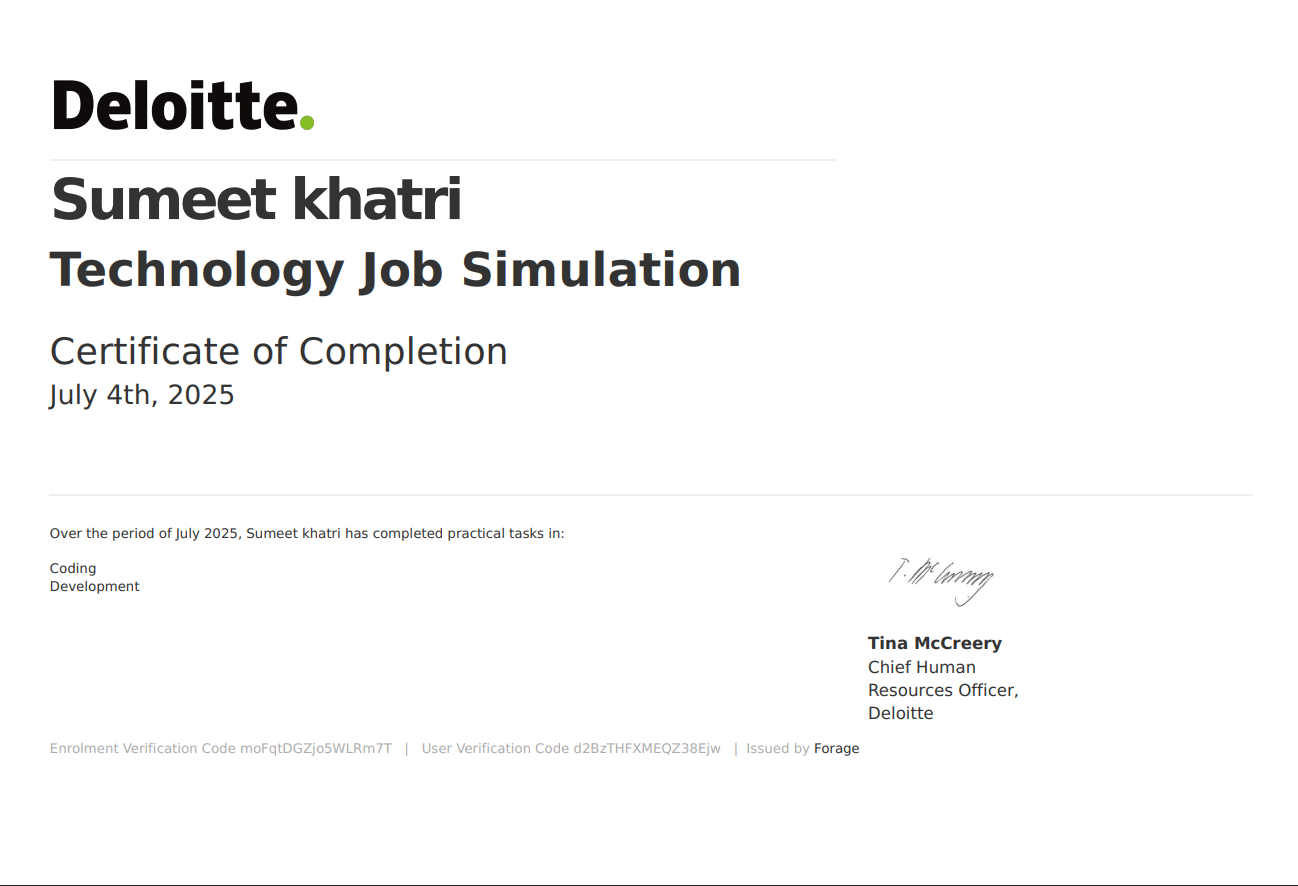 Deloitte.
Sumeet khatri
Technology Job Simulation
Certificate of Completion
July 4th, 2025
Over the period of July 2025, Sumeet khatri has completed practical tasks in:
Coding
Development
T. McCreery
Tina McCreery
Chief Human
Resources Officer,
Deloitte
Enrolment Verification Code moFqtDGZjo5WLRm7T | User Verification Code d2BzTHFXMEQZ38Ejw | Issued by Forage